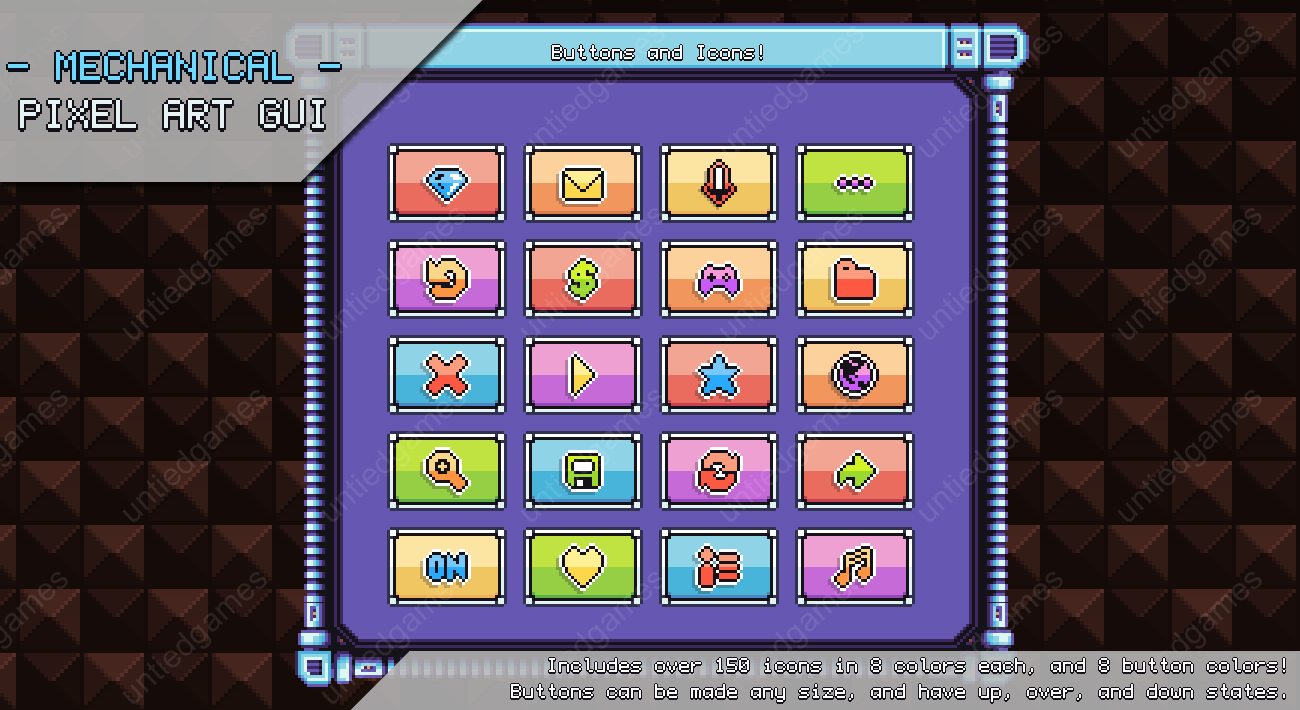 - MECHANICAL -
PIXEL ART GUI
Buttons and Icons!
ON
Includes over 150 icons in 8 colors each, and 8 button colors!
Buttons can be made any size, and have up, over, and down states.
untiedgames